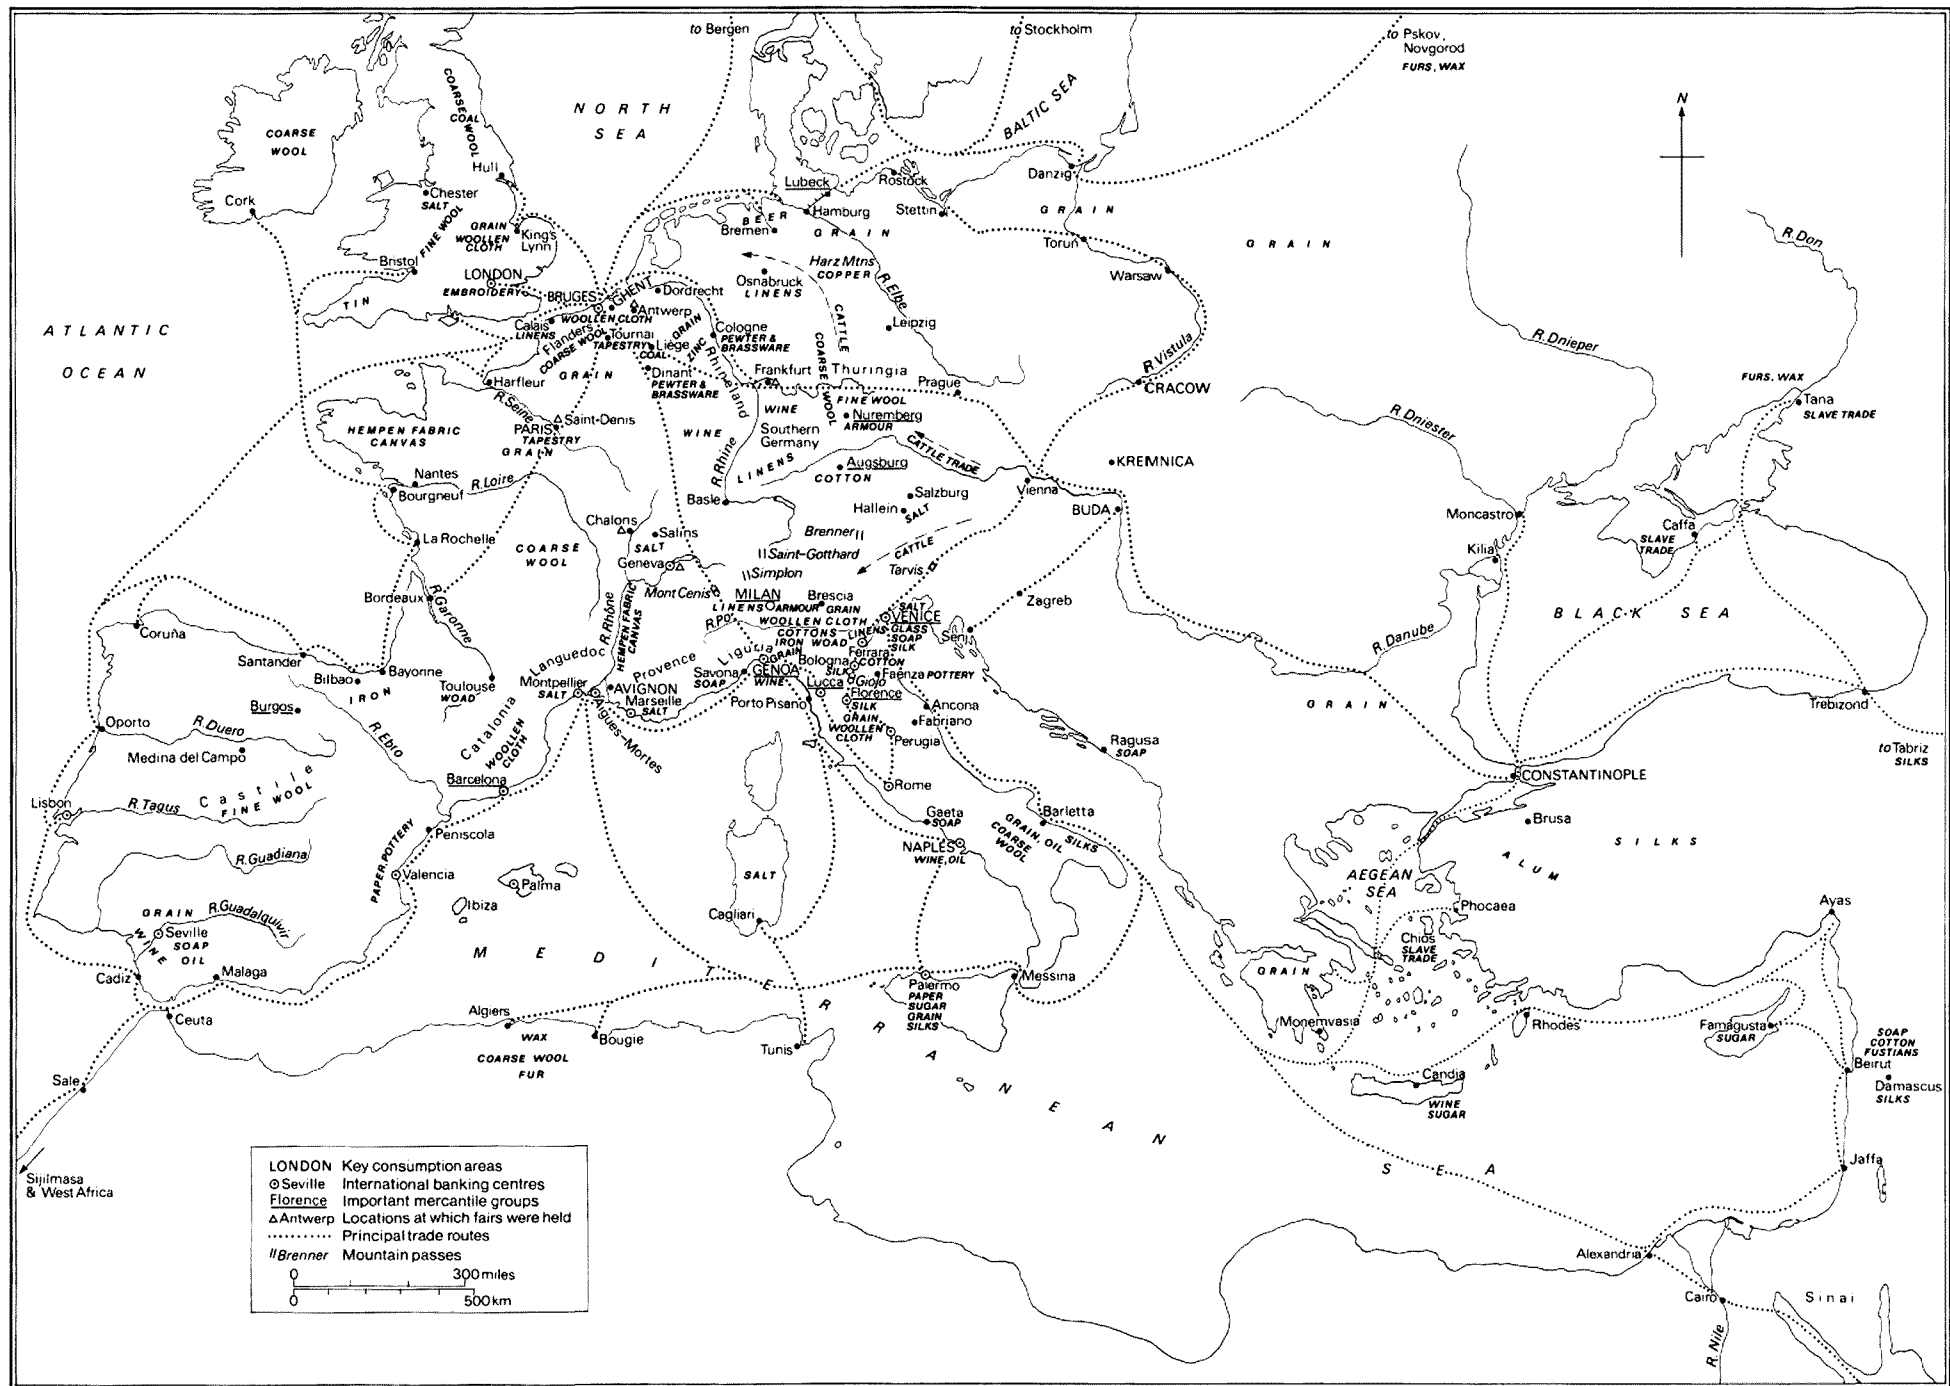 to Bergen
to Stockholm
to Pskov,
Novgorod
FURS, WAX
NORTH
SEA
BALTIC SEA
N
COARSE
WOOL
COARSE WOOL
COAL
Hull
Cork
Chester
SALT
FINE WOOL
GRAIN
WOOLLEN
CLOTH
King's
Lynn
Bristol
LONDON
EMBROIDERY
TIN
Lubeck
Rostock
Danzig
Hamburg
Stettin
BEER
Bremen
GRAIN
GRAIN
Toruń
GRAIN
Warsaw
R. Don
Harz Mtns
COPPER
Osnabruck
LINENS
R. Elbe
Leipzig
CATTLE
ATLANTIC
OCEAN
BRUGES
GHENT
Dordrecht
WOOLLEN CLOTH
Antwerp
Calais
LINENS
Flanders
COARSE WOOL
Tournai
TAPESTRY
Liège
COAL
GRAIN
ZINC
Cologne
PEWTER &
BRASSWARE
Rhineland
R. Vistula
R. Dnieper
Harfleur
GRAIN
Dinant
PEWTER &
BRASSWARE
Frankfurt
Thuringia
COARSE WOOL
Prague
CRACOW
FURS, WAX
Tana
SLAVE TRADE
R. Seine
Saint-Denis
PARIS
TAPESTRY
GRAIN
HEMPEN FABRIC
CANVAS
WINE
WINE
FINE WOOL
Nuremberg
ARMOUR
Southern
Germany
R. Dniester
R. Rhine
LINENS
CATTLE TRADE
Augsburg
COTTON
KREMNICA
Nantes
Bourgneuf
R. Loire
Basle
Salzburg
Hallein
SALT
Vienna
BUDA
Moncastro
Chalons
Salins
SALT
Brenner
La Rochelle
COARSE
WOOL
Geneva
Saint-Gotthard
Simplon
CATTLE
Tarvis
Kilia
Caffa
SLAVE
TRADE
Mont Cenis
MILAN
Brescia
LINENS
ARMOUR
GRAIN
WOOLLEN CLOTH
COTTONS
LINENS
IRON WOAD
SALT
VENICE
GLASS
SOAP
SILK
Zagreb
Senj
BLACK SEA
R. Danube
Bordeaux
R. Garonne
R. Rhône
HEMPEN FABRIC
CANVAS
R. Po
Coruña
Santander
Bilbao
Bayonne
IRON
Toulouse
WOAD
Languedoc
Provence
Liguria
GRAIN
Savona
SOAP
GENOA
WINE
Ferrara
Bologna
COTTON
SILKS
Giojo
Faenza
POTTERY
Lucca
Florence
SILK
GRAIN,
WOOLLEN
CLOTH
Porto Pisano
Ancona
Fabriano
Perugia
Montpellier
SALT
AVIGNON
Marseille
SALT
Aigues-Mortes
Burgos
Oporto
R. Duero
Medina del Campo
R. Ebro
Catalonia
WOOLLEN
CLOTH
Barcelona
Ragusa
SOAP
GRAIN
Trebizond
to Tabriz
SILKS
CONSTANTINOPLE
Brusa
Rome
Lisbon
R. Tagus
Castile
FINE WOOL
Peniscola
PAPER, POTTERY
Gaeta
SOAP
NAPLES
WINE, OIL
Barletta
GRAIN, OIL
COARSE
WOOL
SILKS
SILKS
ALUM
AEGEAN
SEA
R. Guadiana
Valencia
Palma
Ibiza
SALT
Cagliari
Phocaea
Chios
SLAVE
TRADE
Ayas
GRAIN
R. Guadalquivir
Seville
WINE
SOAP
OIL
Cadiz
Malaga
Ceuta
MEDITERRANEAN
SEA
Palermo
PAPER
SUGAR
GRAIN
SILKS
Messina
GRAIN
Monemvasia
Rhodes
Famagusta
SUGAR
SOAP
COTTON
FUSTIANS
Beirut
Damascus
SILKS
Algiers
WAX
COARSE WOOL
FUR
Bougie
Tunis
Sale
Candia
WINE
SUGAR
Sijilmasa
& West Africa
Jaffa
Alexandria
Cairo
Sinai
R. Nile
LONDON Key consumption areas
Seville International banking centres
Florence Important mercantile groups
Antwerp Locations at which fairs were held
Principal trade routes
Brenner Mountain passes
0 300 miles
0 500 km